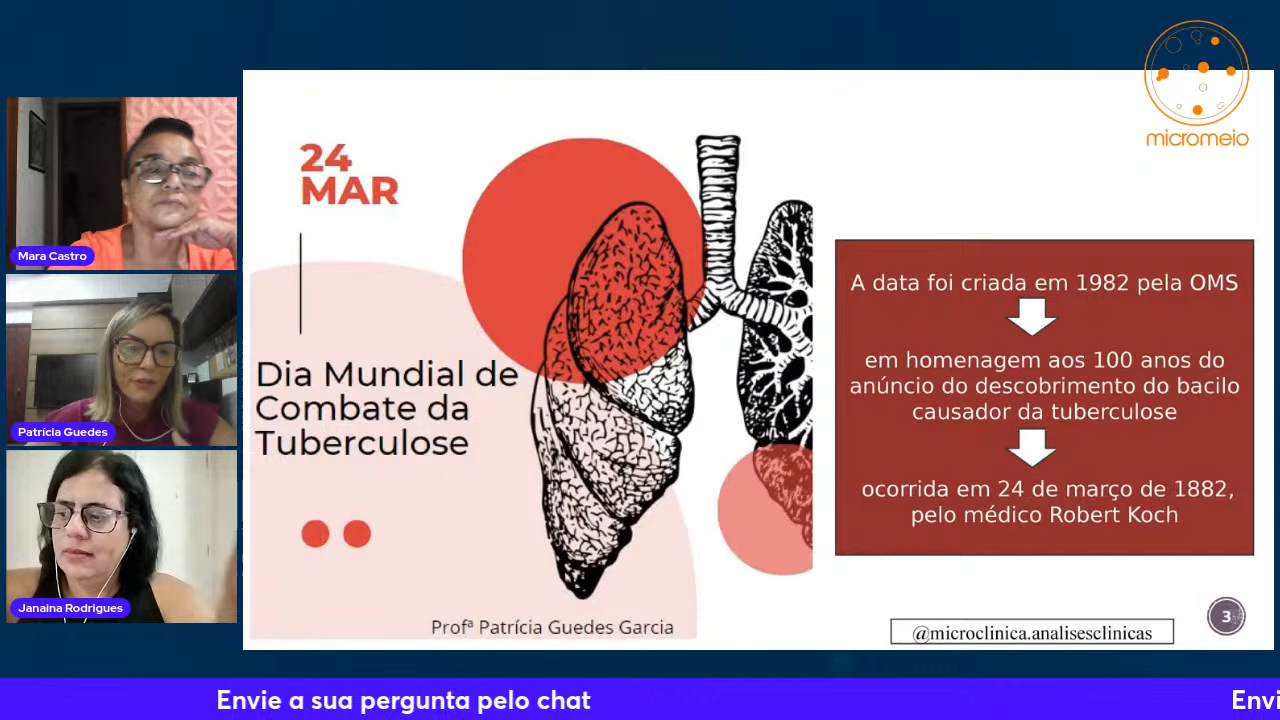 micromeio
24
MAR
Dia Mundial de
Combate da
Tuberculose
Profª Patrícia Guedes Garcia
A data foi criada em 1982 pela OMS
em homenagem aos 100 anos do
anúncio do descobrimento do bacilo
causador da tuberculose
ocorrida em 24 de março de 1882,
pelo médico Robert Koch
3
@microclinica.analisesclinicas
Mara Castro
Patrícia Guedes
Janaina Rodrigues
Envie a sua pergunta pelo chat
Envi